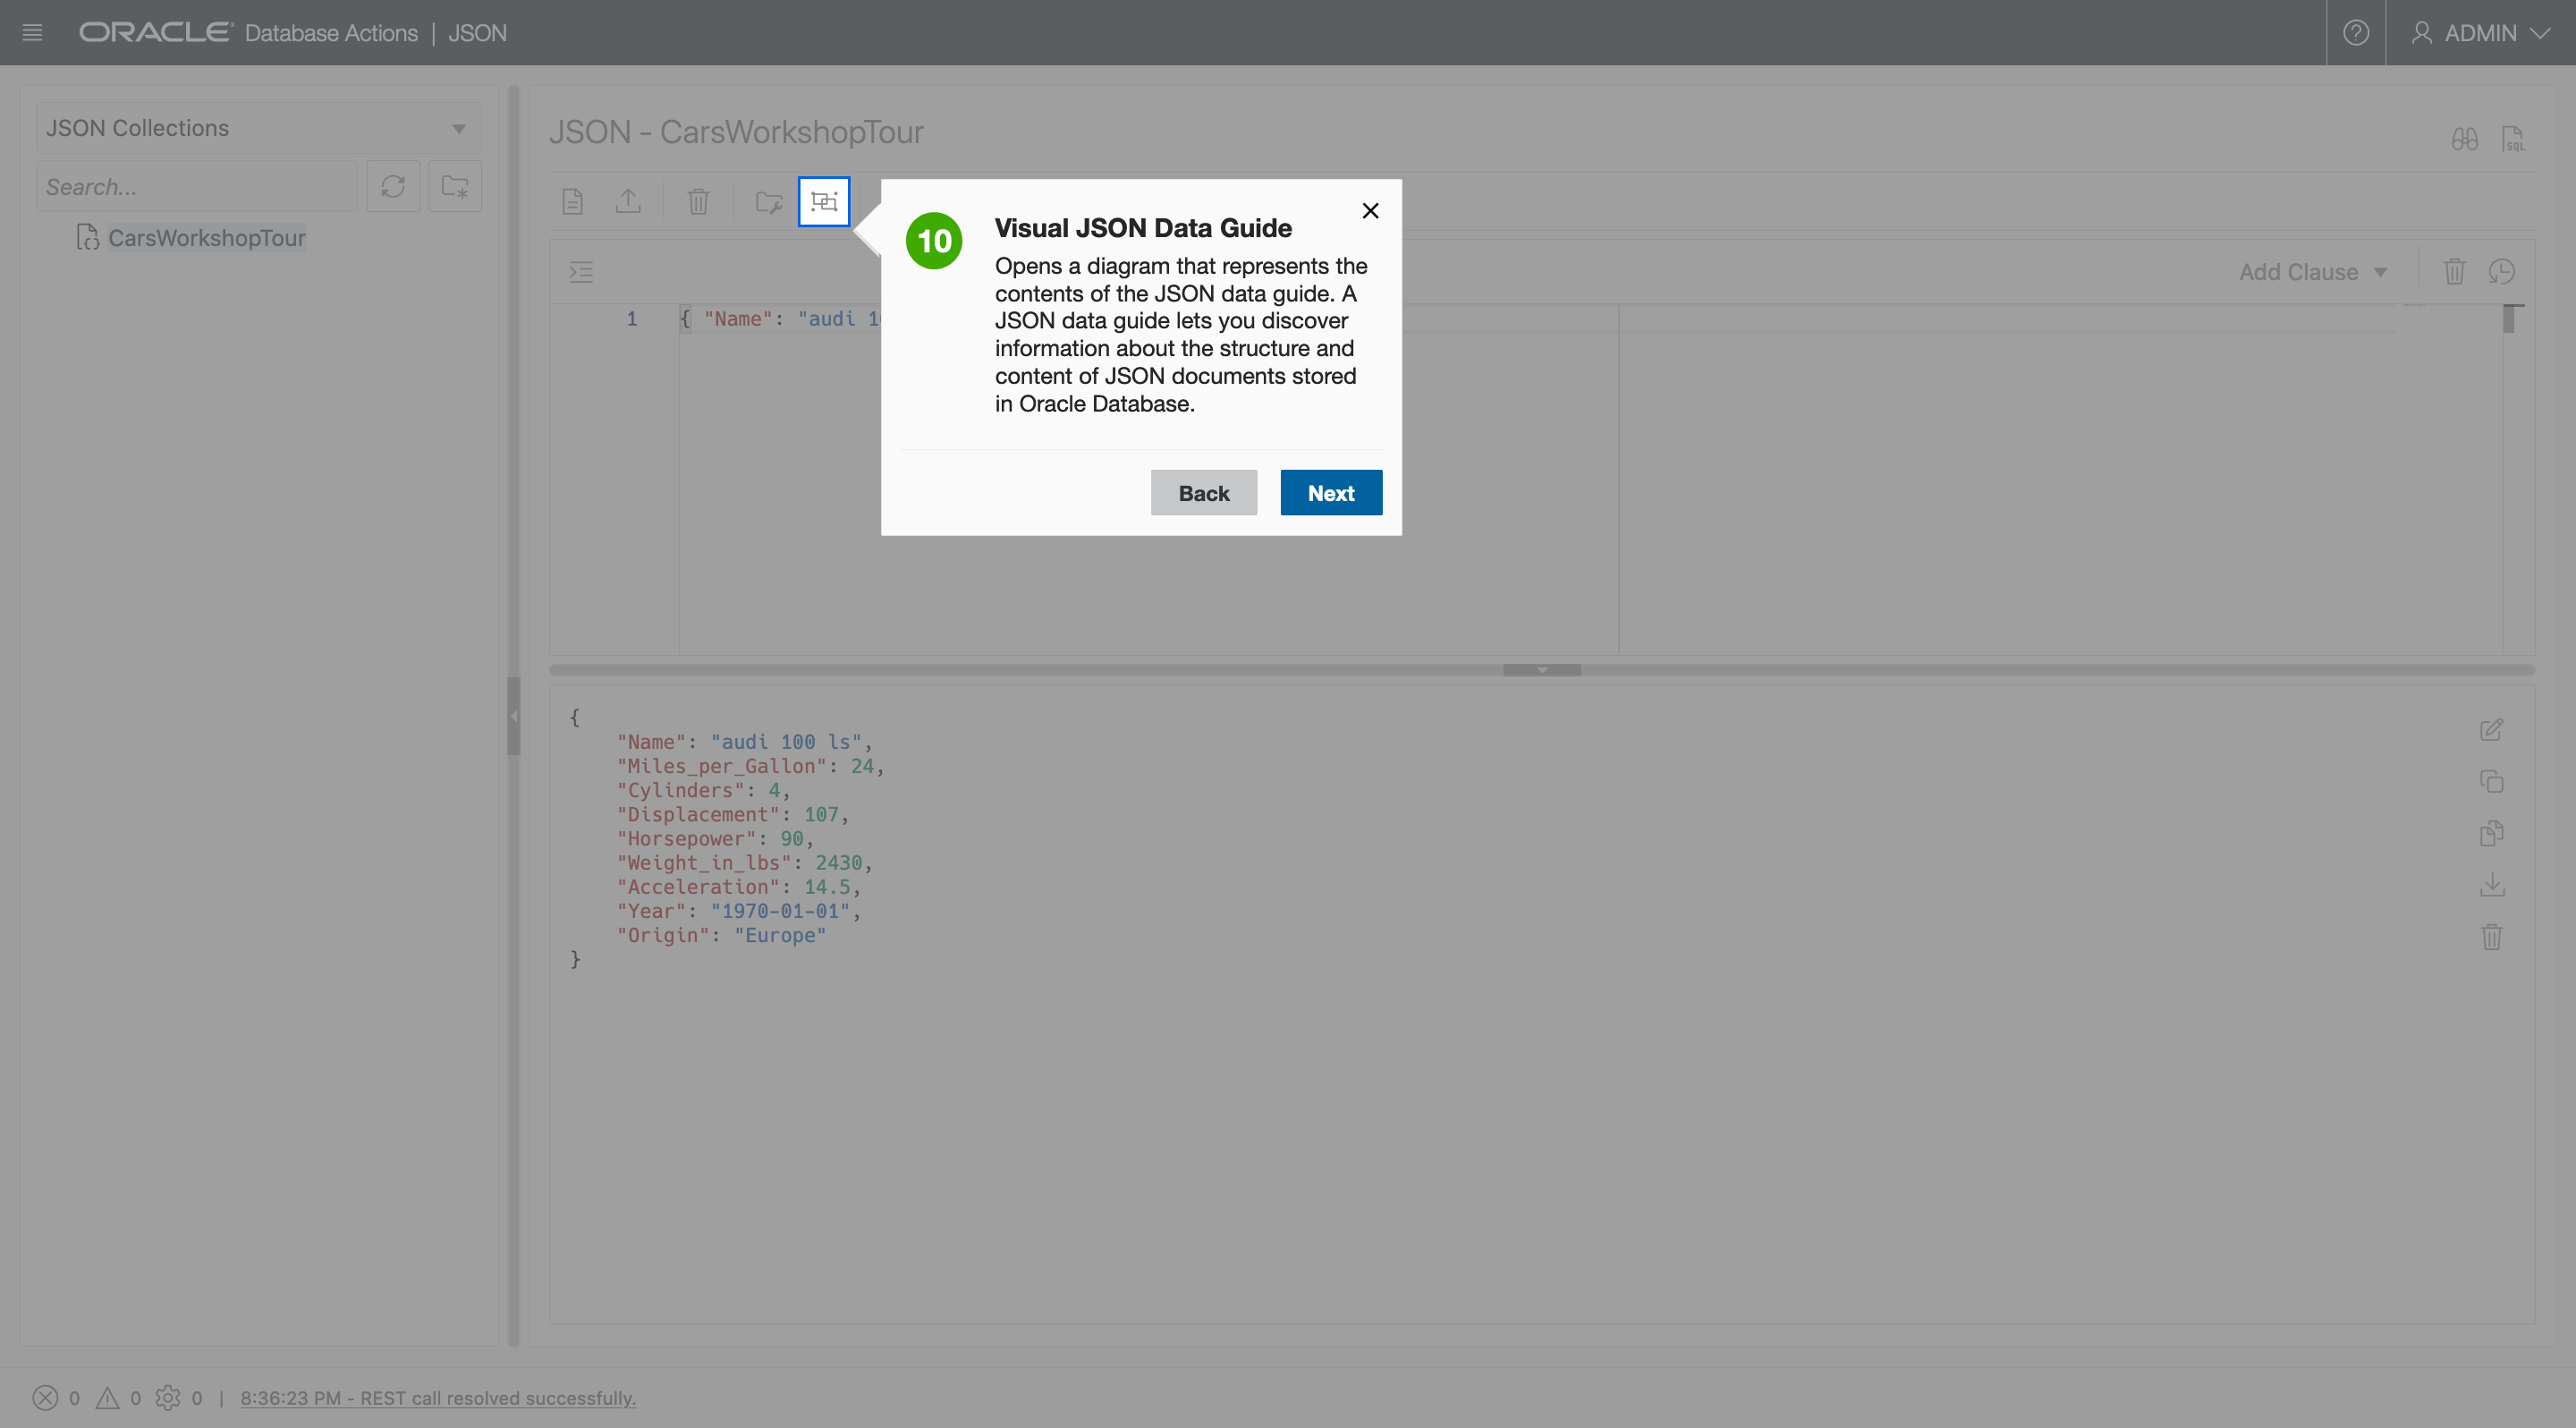 ORACLE Database Actions | JSON
ADMIN
JSON Collections
Search...
CarsWorkshopTour
JSON - CarsWorkshopTour
SQL
10
Visual JSON Data Guide
Opens a diagram that represents the
contents of the JSON data guide. A
JSON data guide lets you discover
information about the structure and
content of JSON documents stored
in Oracle Database.
Back
Next
Add Clause
1 { "Name": "audi 1
{
"Name": "audi 100 ls",
"Miles_per_Gallon": 24,
"Cylinders": 4,
"Displacement": 107,
"Horsepower": 90,
"Weight_in_lbs": 2430,
"Acceleration": 14.5,
"Year": "1970-01-01",
"Origin": "Europe"
}
0 0 0 | 8:36:23 PM - REST call resolved successfully.